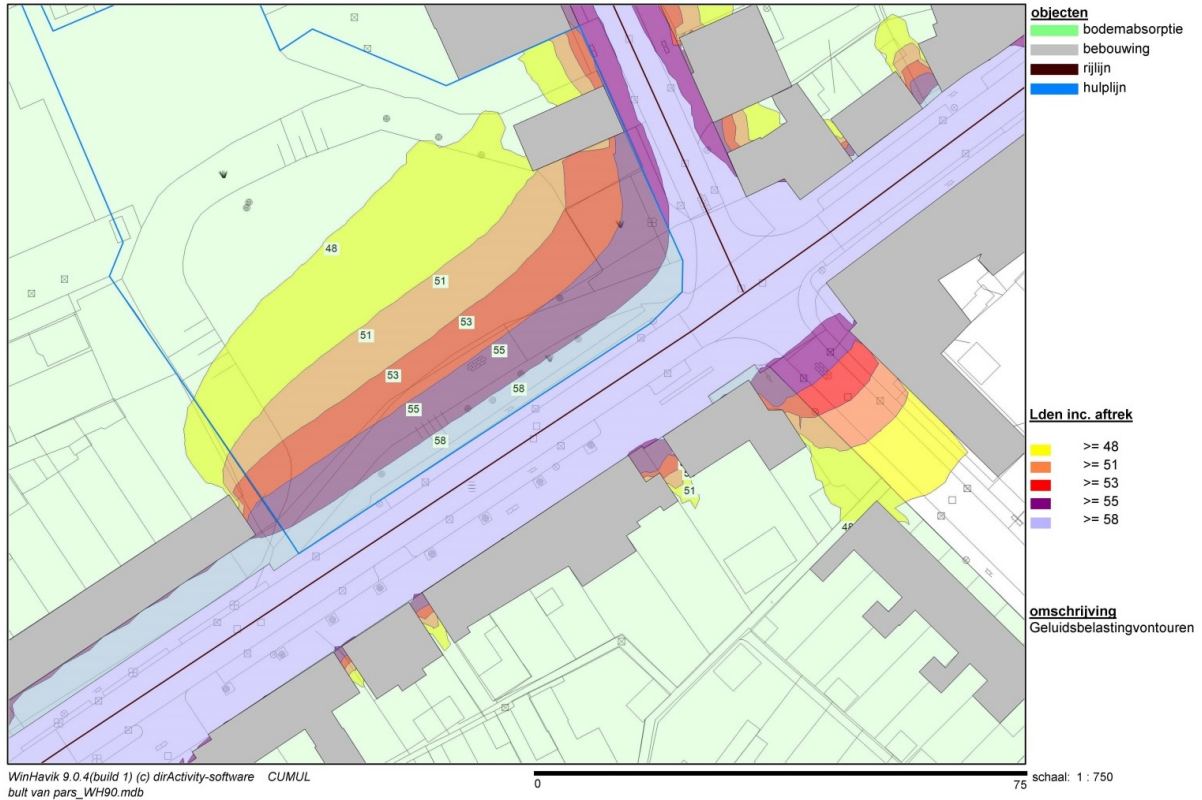 objecten
bodemabsorptie
bebouwing
rijlijn
hulplijn
48
51
51
53
53
55
55
58
58
51
48
Lden inc. aftrek
>= 48
>= 51
>= 53
>= 55
>= 58
omschrijving
Geluidsbelastingvontouren
WinHavik 9.0.4(build 1) (c) dirActivity-software CUMUL
bult van pars_WH90.mdb
0
75
schaal: 1 : 750